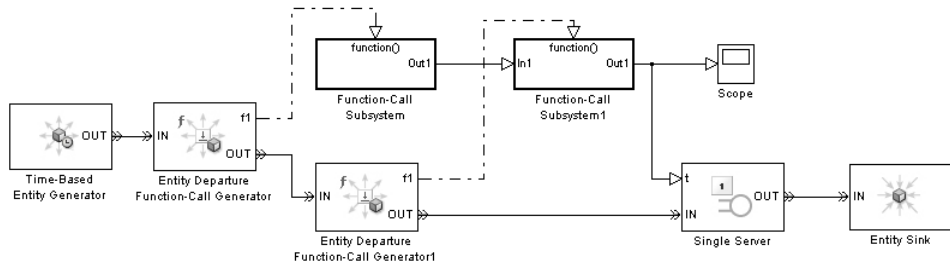 function()
Out1
Function-Call
Subsystem
function()
In1
Out1
Function-Call
Subsystem1
Scope
OUT
Time-Based
Entity Generator
IN
f1
OUT
Entity Departure
Function-Call Generator
IN
f1
OUT
Entity Departure
Function-Call Generator1
t
IN
OUT
Single Server
IN
Entity Sink